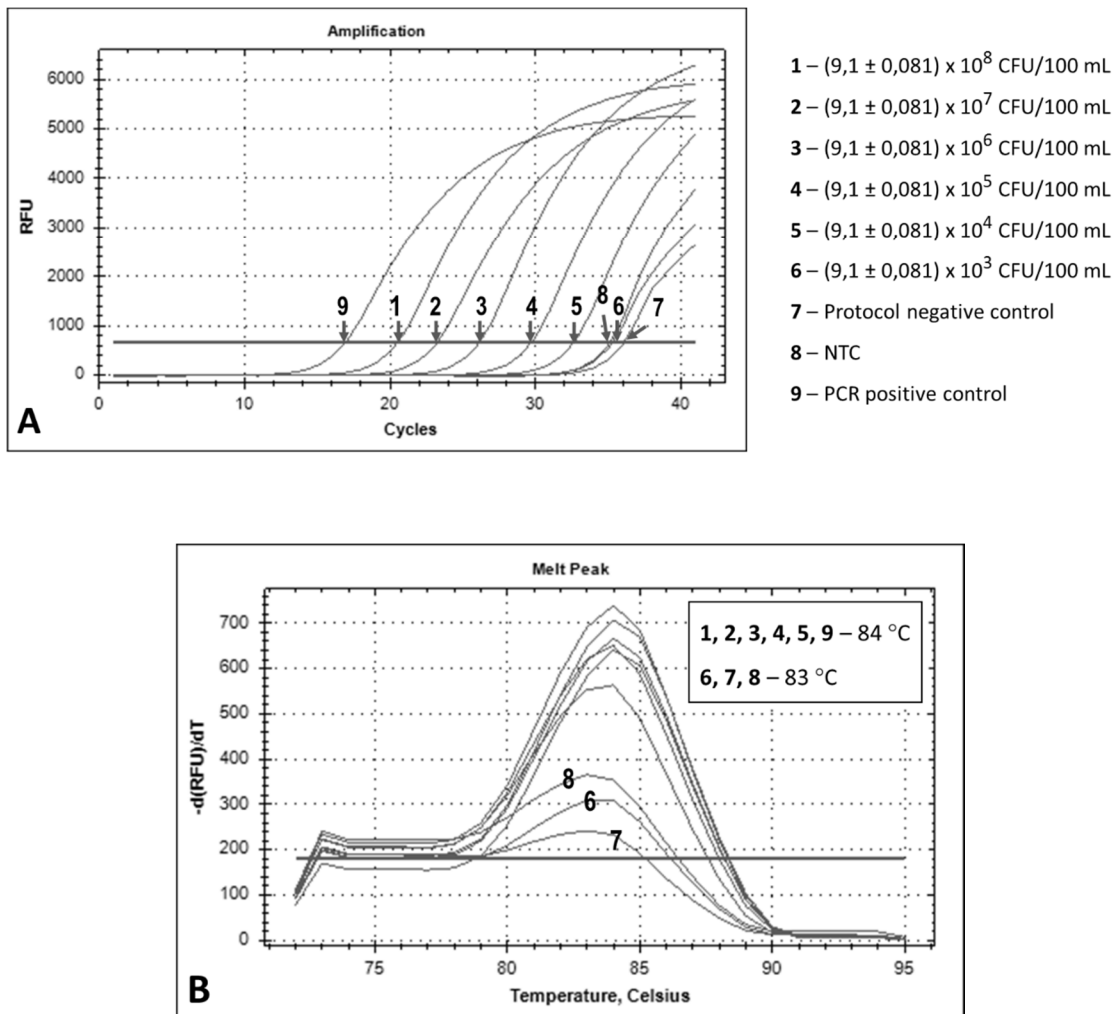 Amplification
6000
5000
4000
3000
2000
1000
0
RFU
9 1 2 3 4 5 8 6 7
0 10 20 30 40
Cycles
A
1 – (9,1 ± 0,081) x 10⁸ CFU/100 mL
2 – (9,1 ± 0,081) x 10⁷ CFU/100 mL
3 – (9,1 ± 0,081) x 10⁶ CFU/100 mL
4 – (9,1 ± 0,081) x 10⁵ CFU/100 mL
5 – (9,1 ± 0,081) x 10⁴ CFU/100 mL
6 – (9,1 ± 0,081) x 10³ CFU/100 mL
7 – Protocol negative control
8 – NTC
9 – PCR positive control
Melt Peak
700
600
500
400
300
200
100
0
-d(RFU)/dT
1, 2, 3, 4, 5, 9 – 84 °C
6, 7, 8 – 83 °C
8
6
7
75 80 85 90 95
Temperature, Celsius
B